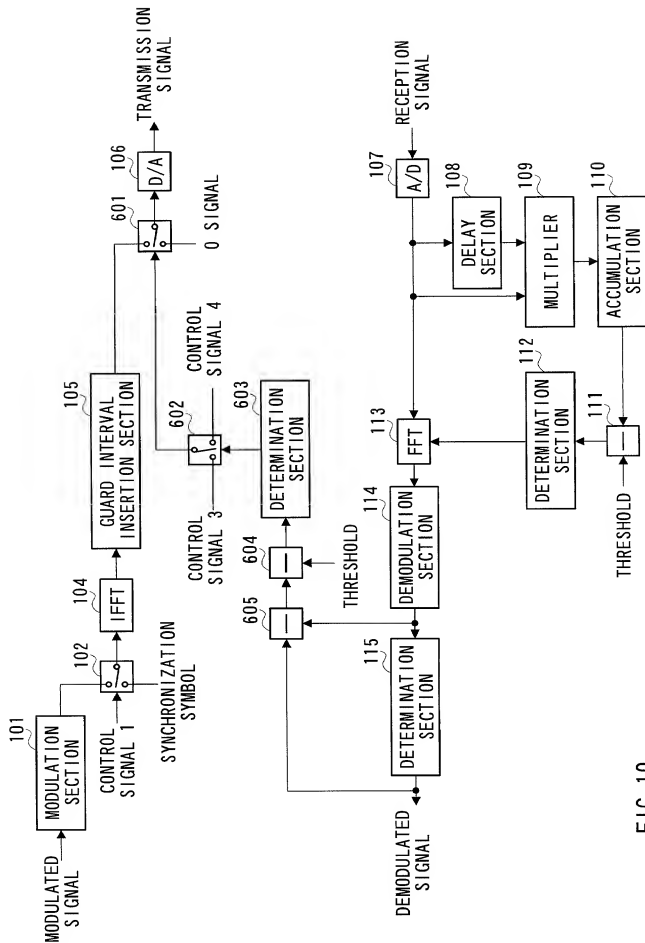 MODULATED
SIGNAL
101
MODULATION
SECTION
102
CONTROL
SIGNAL 1
SYNCHRONIZATION
SYMBOL
104
IFFT
105
GUARD INTERVAL
INSERTION SECTION
601
0 SIGNAL
106
D/A
TRANSMISSION
SIGNAL
602
CONTROL
SIGNAL 3
CONTROL
SIGNAL 4
603
DETERMINATION
SECTION
604
THRESHOLD
605
DEMODULATED
SIGNAL
115
DETERMINATION
SECTION
114
DEMODULATION
SECTION
113
FFT
107
A/D
RECEPTION
SIGNAL
108
DELAY
SECTION
109
MULTIPLIER
110
ACCUMULATION
SECTION
112
DETERMINATION
SECTION
111
THRESHOLD